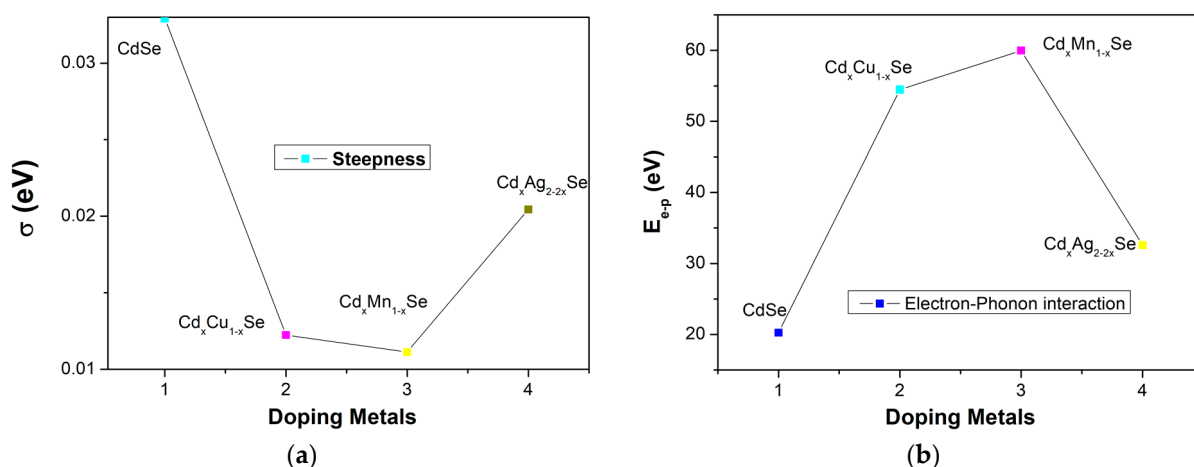 CdSe
0.03
Steepness
σ (eV)
CdₓAg₂₋₂ₓSe
0.02
CdₓMn₁₋ₓSe
CdₓCu₁₋ₓSe
0.01
1 2 3 4
Doping Metals
(a)
60
CdₓMn₁₋ₓSe
CdₓCu₁₋ₓSe
50
E e-p (eV)
40
30
CdₓAg₂₋₂ₓSe
Electron-Phonon interaction
CdSe
20
1 2 3 4
Doping Metals
(b)